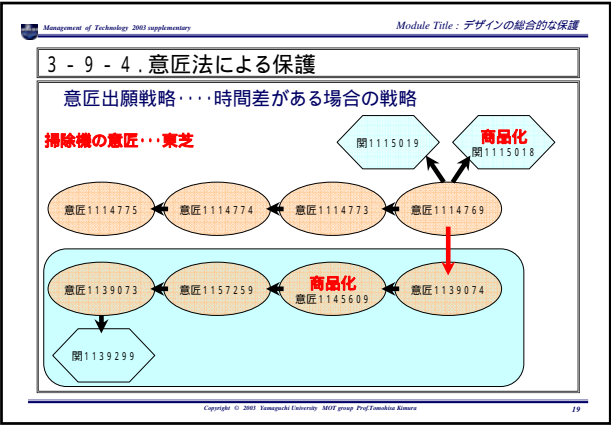 Management of Technology 2003 supplementary
Module Title : デザインの総合的な保護
3-9-4.意匠法による保護
意匠出願戦略････時間差がある場合の戦略
掃除機の意匠･･･東芝
関1115019
商品化
関1115018
意匠1114775
意匠1114774
意匠1114773
意匠1114769
意匠1139073
意匠1157259
商品化
意匠1145609
意匠1139074
関1139299
Copyright © 2003 Yamaguchi University MOT group Prof.Tomohisa Kimura
19